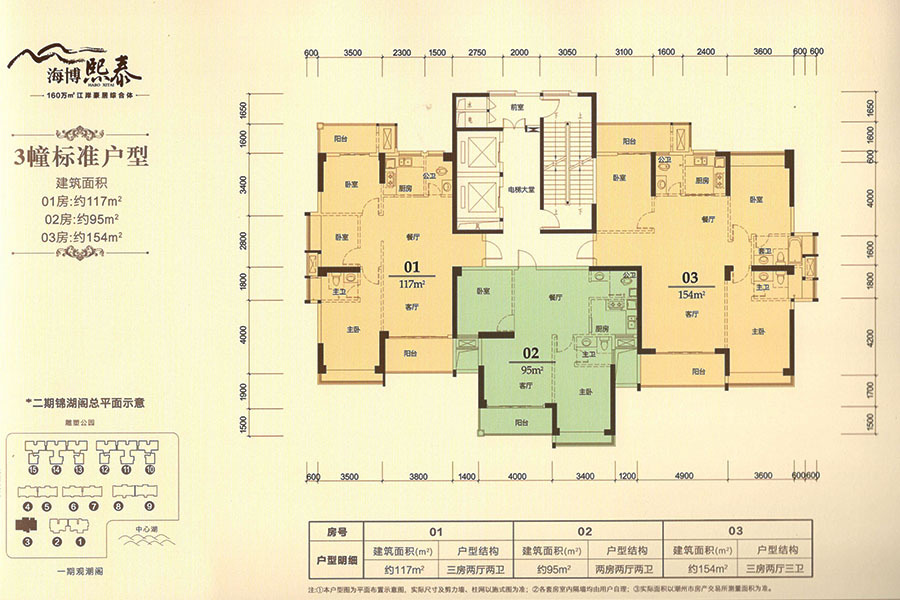 海博熙泰
HABO XITAI
160万㎡江岸豪居综合体
3幢标准户型
建筑面积
01房:约117m²
02房:约95m²
03房:约154m²
*二期锦湖阁总平面示意
雕塑公园
15 14 13 12 11 10
4 5 6 7 8 9
3 2 1
中心湖
一期观潮阁
600 3500 2300 1500 2750 2000 3050 3100 1600 2400 3600 600 600
1650 1600 3400 2800 1800 4000 1900 1500
1650 1600 600 4000 1600 1800 4200 1700 1500
前室
上
下
电梯大堂
阳台
卧室
厨房
公卫
餐厅
卧室
01
117m²
主卫
客厅
主卧
阳台
卧室
餐厅
公卫
厨房
02
95m²
主卫
客厅
主卧
阳台
阳台
公卫
厨房
卧室
卧室
餐厅
套卫
03
154m²
主卫
客厅
主卧
阳台
600 3500 3800 1400 3400 3400 1200 4900 3600 600 600
房号 01 02 03
户型明细 建筑面积(m²) 户型结构 建筑面积(m²) 户型结构 建筑面积(m²) 户型结构
约117m² 三房两厅两卫 约95m² 两房两厅两卫 约154m² 三房两厅三卫
注:①本户型图为平面布置示意图,实际尺寸及剪力墙、柱网以施式图为准;②各套房室内隔墙均由用户自理;③实际面积以潮州市房产交易所测量面积为准。